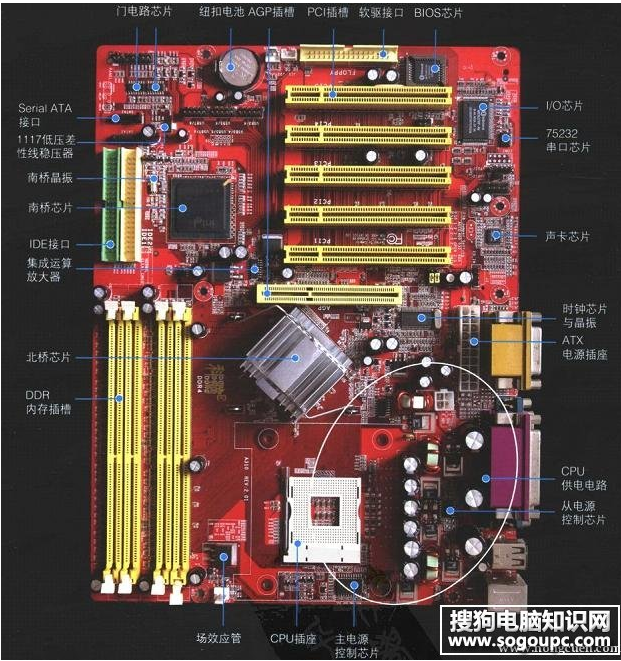 门电路芯片
纽扣电池
AGP插槽
PCI插槽
软驱接口
BIOS芯片
Serial ATA
接口
1117低压差
性线稳压器
南桥晶振
南桥芯片
IDE接口
集成运算
放大器
北桥芯片
DDR
内存插槽
I/O芯片
75232
串口芯片
声卡芯片
时钟芯片
与晶振
ATX
电源插座
CPU
供电电路
从电源
控制芯片
场效应管
CPU插座
主电源
控制芯片
FLOPPY
PCI4
PCI3
PCI2
PCI1
AGP
搜狗电脑知识网
www.sogoupc.com